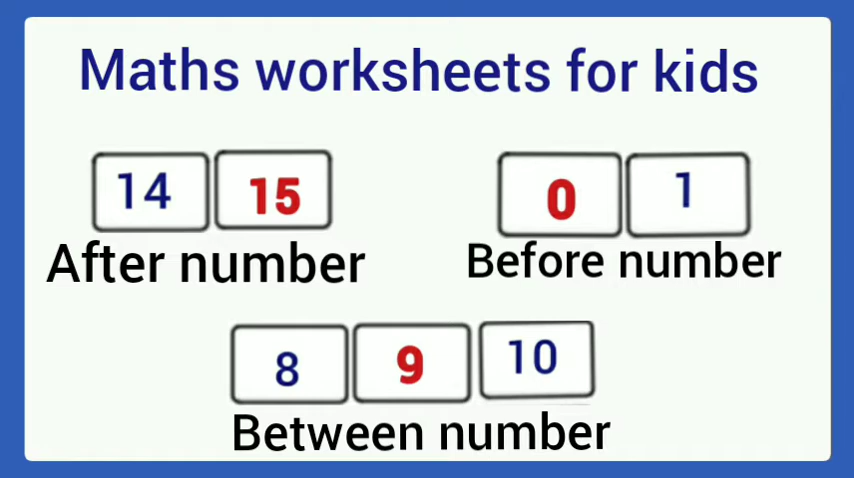 Maths worksheets for kids
14 15
After number
0 1
Before number
8 9 10
Between number